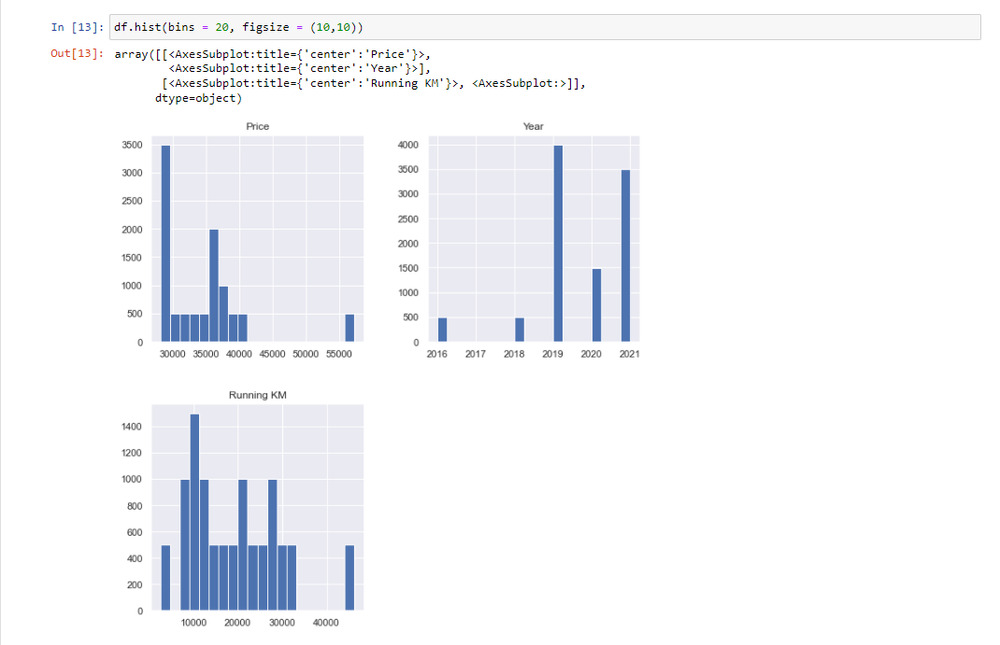 In [13]: df.hist(bins = 20, figsize = (10,10))
Out[13]: array([[<AxesSubplot:title={'center':'Price'}>,
<AxesSubplot:title={'center':'Year'}>],
[<AxesSubplot:title={'center':'Running KM'}>, <AxesSubplot:>]],
dtype=object)
Price
3500
3000
2500
2000
1500
1000
500
0
30000 35000 40000 45000 50000 55000
Year
4000
3500
3000
2500
2000
1500
1000
500
0
2016 2017 2018 2019 2020 2021
Running KM
1400
1200
1000
800
600
400
200
0
10000 20000 30000 40000